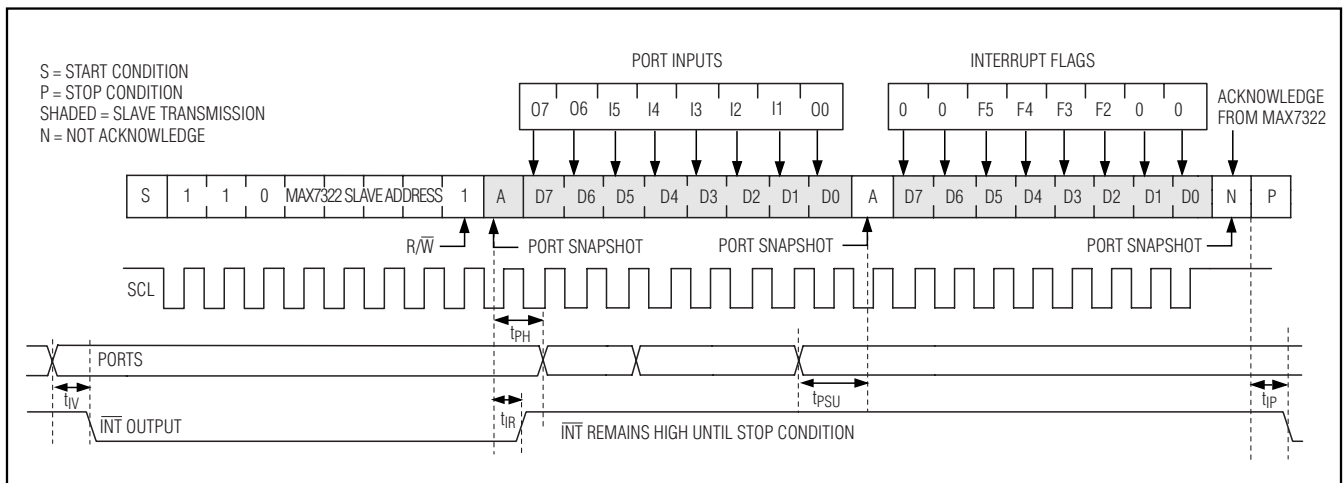 S = START CONDITION
P = STOP CONDITION
SHADED = SLAVE TRANSMISSION
N = NOT ACKNOWLEDGE
PORT INPUTS
INTERRUPT FLAGS
O7 O6 I5 I4 I3 I2 I1 O0
0 0 F5 F4 F3 F2 0 0
ACKNOWLEDGE
FROM MAX7322
S 1 1 0 MAX7322 SLAVE ADDRESS 1 A D7 D6 D5 D4 D3 D2 D1 D0 A D7 D6 D5 D4 D3 D2 D1 D0 N P
R/W̅ PORT SNAPSHOT PORT SNAPSHOT PORT SNAPSHOT
SCL
tPH
PORTS
tIV tIR tPSU tIP
I̅N̅T̅ OUTPUT
I̅N̅T̅ REMAINS HIGH UNTIL STOP CONDITION